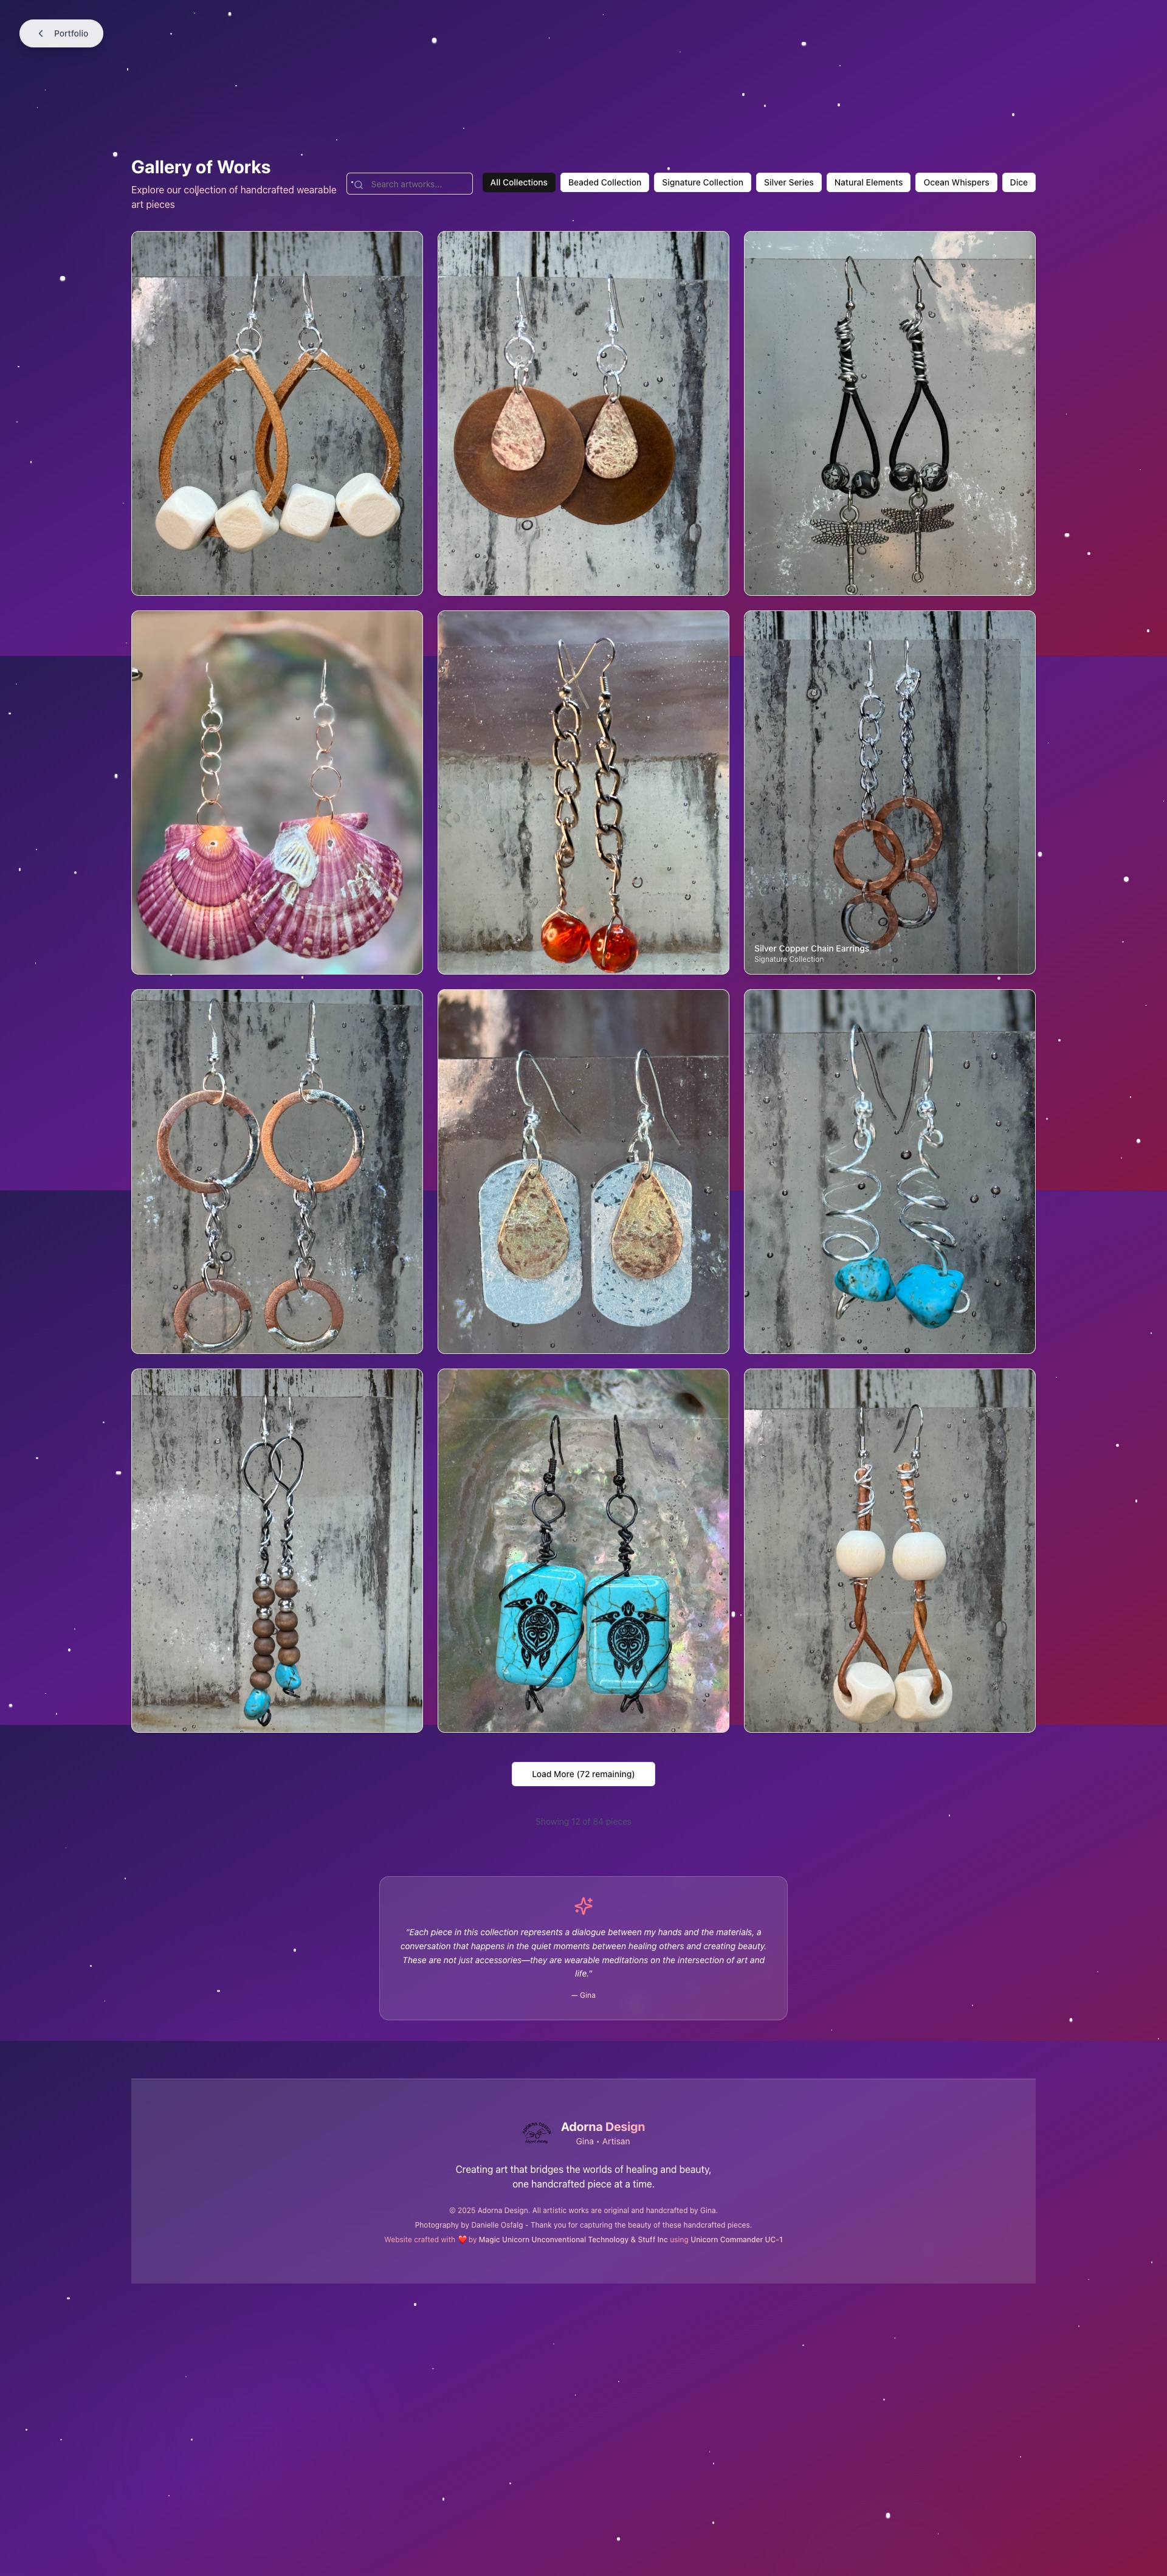 Portfolio
Gallery of Works
Explore our collection of handcrafted wearable
art pieces
Search artworks...
All Collections
Beaded Collection
Signature Collection
Silver Series
Natural Elements
Ocean Whispers
Dice
Silver Copper Chain Earrings
Signature Collection
Load More (72 remaining)
Showing 12 of 84 pieces
"Each piece in this collection represents a dialogue between my hands and the materials, a
conversation that happens in the quiet moments between healing others and creating beauty.
These are not just accessories—they are wearable meditations on the intersection of art and
life."
— Gina
Adorna Design
Gina • Artisan
Creating art that bridges the worlds of healing and beauty,
one handcrafted piece at a time.
© 2025 Adorna Design. All artistic works are original and handcrafted by Gina.
Photography by Danielle Osfalg - Thank you for capturing the beauty of these handcrafted pieces.
Website crafted with ❤️ by Magic Unicorn Unconventional Technology & Stuff Inc using Unicorn Commander UC-1